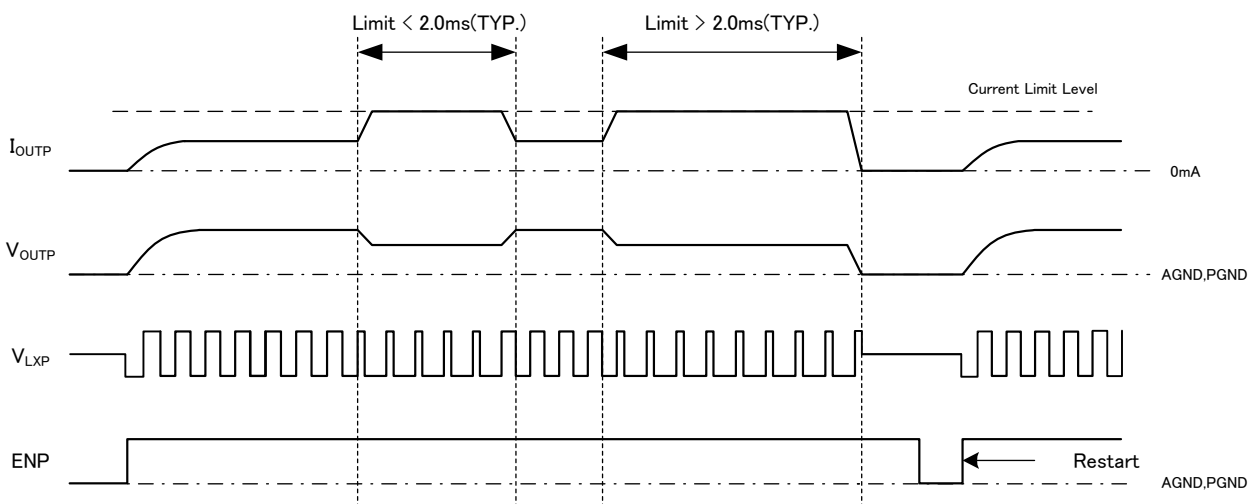 Limit < 2.0ms(TYP.) Limit > 2.0ms(TYP.)
Current Limit Level
IOUTP
0mA
VOUTP
AGND,PGND
VLXP
ENP
Restart
AGND,PGND